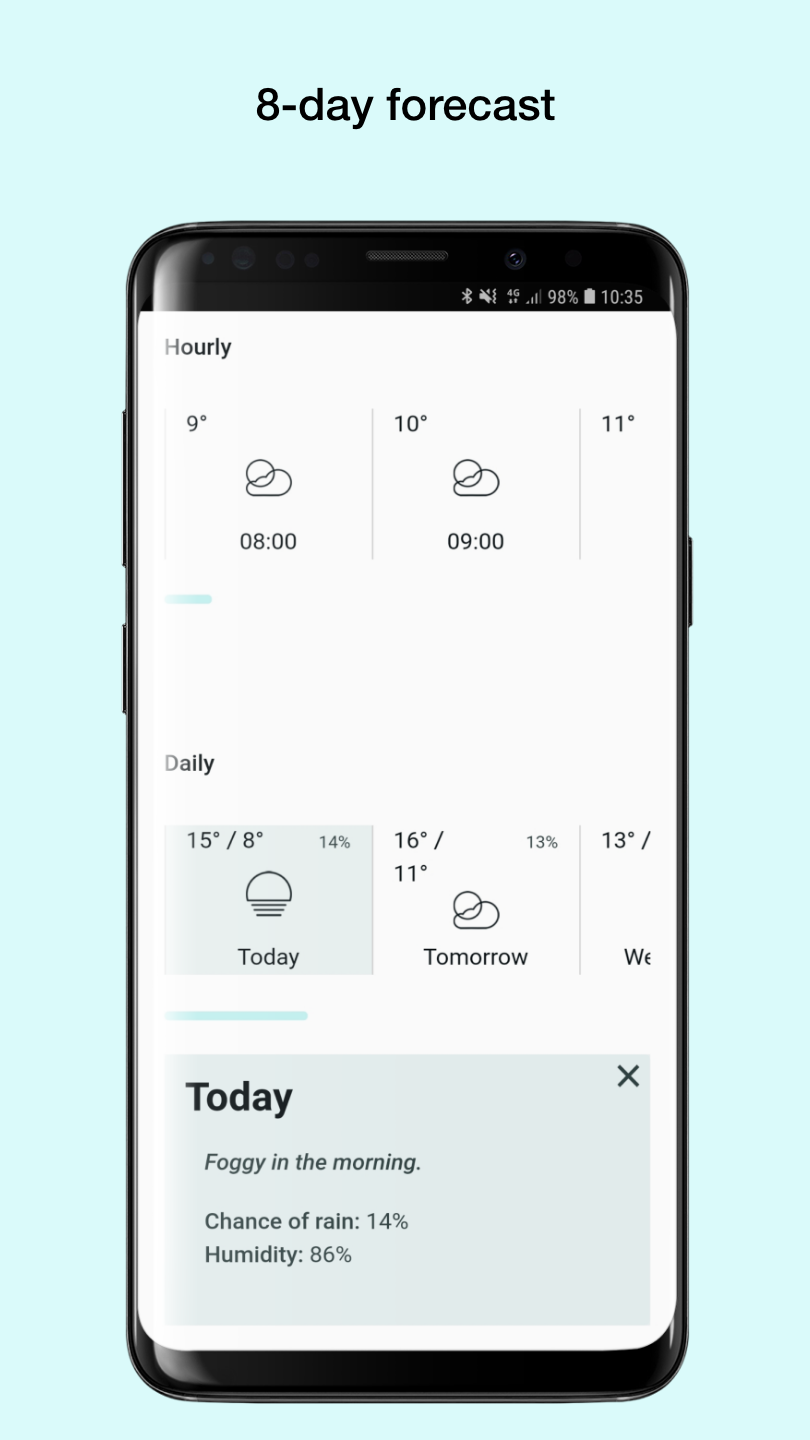 8-day forecast
4G 98% 10:35
Hourly
9° 10° 11°
08:00 09:00
Daily
15° / 8° 14% 16° / 13% 13° /
11°
Today Tomorrow We
Today
Foggy in the morning.
Chance of rain: 14%
Humidity: 86%